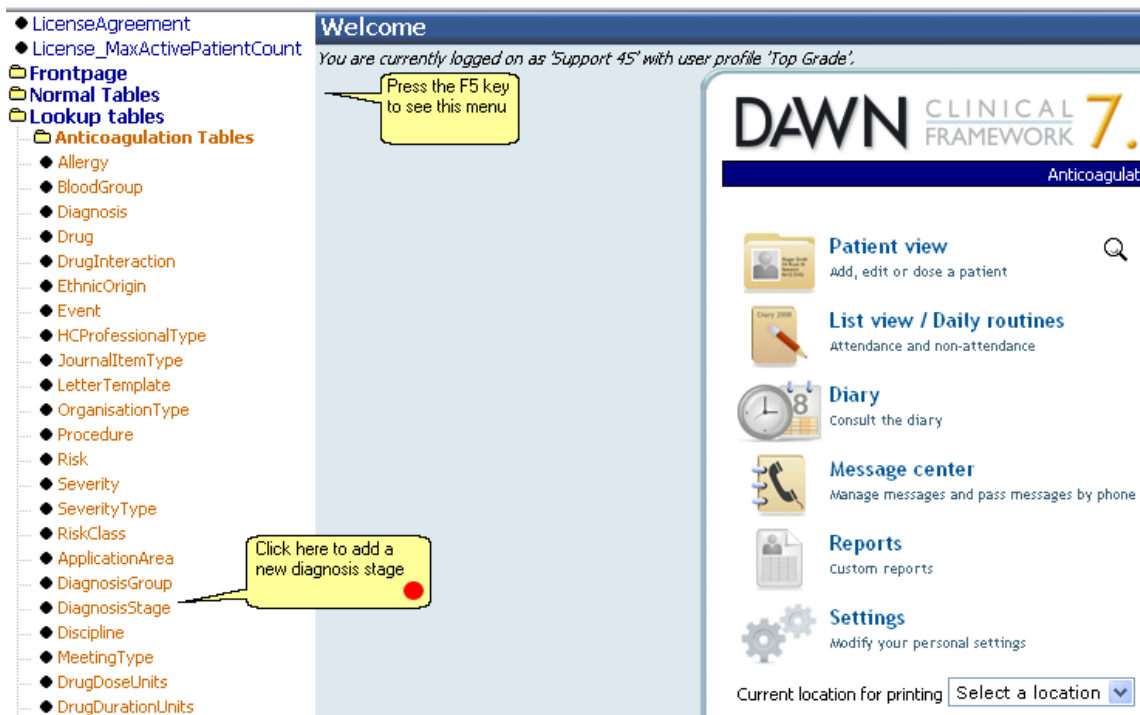 LicenseAgreement
License_MaxActivePatientCount
Frontpage
Normal Tables
Lookup tables
Anticoagulation Tables
Allergy
BloodGroup
Diagnosis
Drug
DrugInteraction
EthnicOrigin
Event
HCProfessionalType
JournalItemType
LetterTemplate
OrganisationType
Procedure
Risk
Severity
SeverityType
RiskClass
ApplicationArea
DiagnosisGroup
DiagnosisStage
Discipline
MeetingType
DrugDoseUnits
DrugDurationUnits
Welcome
You are currently logged on as 'Support 4S' with user profile 'Top Grade'.
Press the F5 key
to see this menu
Click here to add a
new diagnosis stage
DAWN CLINICAL FRAMEWORK 7.
Anticoagulat
Patient view
Add, edit or dose a patient
Diary 2008
List view / Daily routines
Attendance and non-attendance
8
Diary
Consult the diary
Message center
Manage messages and pass messages by phone
Reports
Custom reports
Settings
Modify your personal settings
Current location for printing Select a location